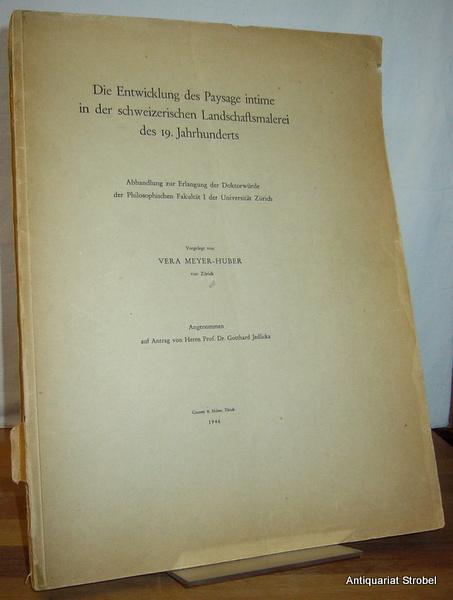 Die Entwicklung des Paysage intime
in der schweizerischen Landschaftsmalerei
des 19. Jahrhunderts
Abhandlung zur Erlangung der Doktorwürde
der Philosophischen Fakultät I der Universität Zürich
Vorgelegt von
VERA MEYER-HUBER
von Zürich
Angenommen
auf Antrag von Herrn Prof. Dr. Gotthard Jedlicka
Zürich
1946
Antiquariat Strobel